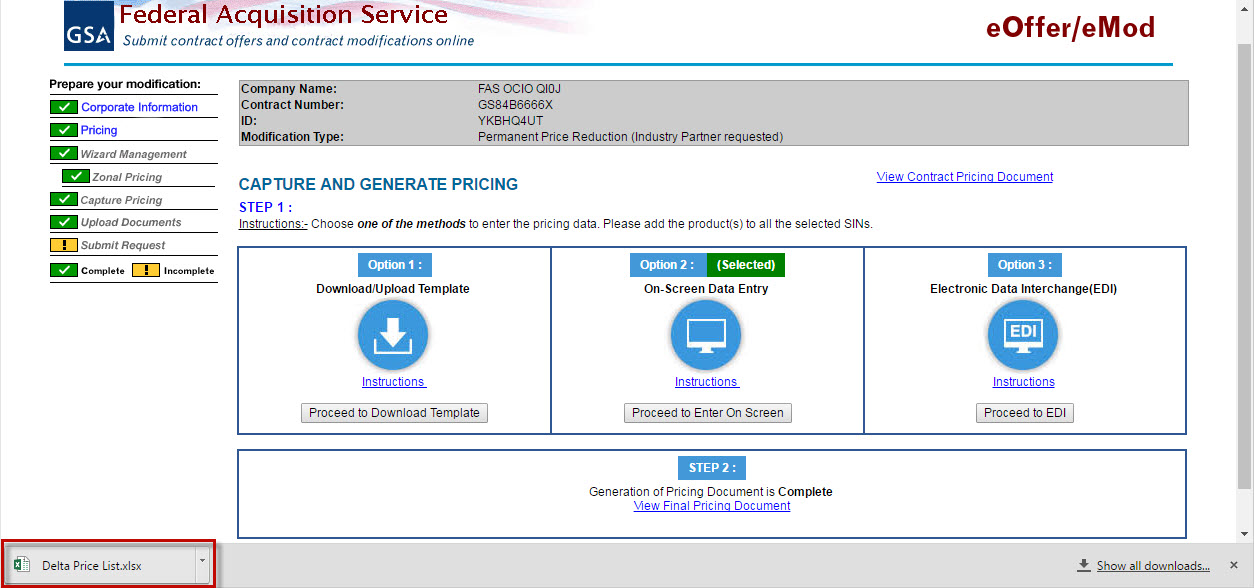 GSA
Federal Acquisition Service
Submit contract offers and contract modifications online
eOffer/eMod
Prepare your modification:
Corporate Information
Pricing
Wizard Management
Zonal Pricing
Capture Pricing
Upload Documents
! Submit Request
Complete ! Incomplete
Company Name: FAS OCIO QI0J
Contract Number: GS84B6666X
ID: YKBHQ4UT
Modification Type: Permanent Price Reduction (Industry Partner requested)
View Contract Pricing Document
CAPTURE AND GENERATE PRICING
STEP 1 :
Instructions:- Choose one of the methods to enter the pricing data. Please add the product(s) to all the selected SINs.
Option 1 :
Download/Upload Template
Instructions
Proceed to Download Template
Option 2 : (Selected)
On-Screen Data Entry
Instructions
Proceed to Enter On Screen
Option 3 :
Electronic Data Interchange(EDI)
EDI
Instructions
Proceed to EDI
STEP 2 :
Generation of Pricing Document is Complete
View Final Pricing Document
Delta Price List.xlsx
Show all downloads...